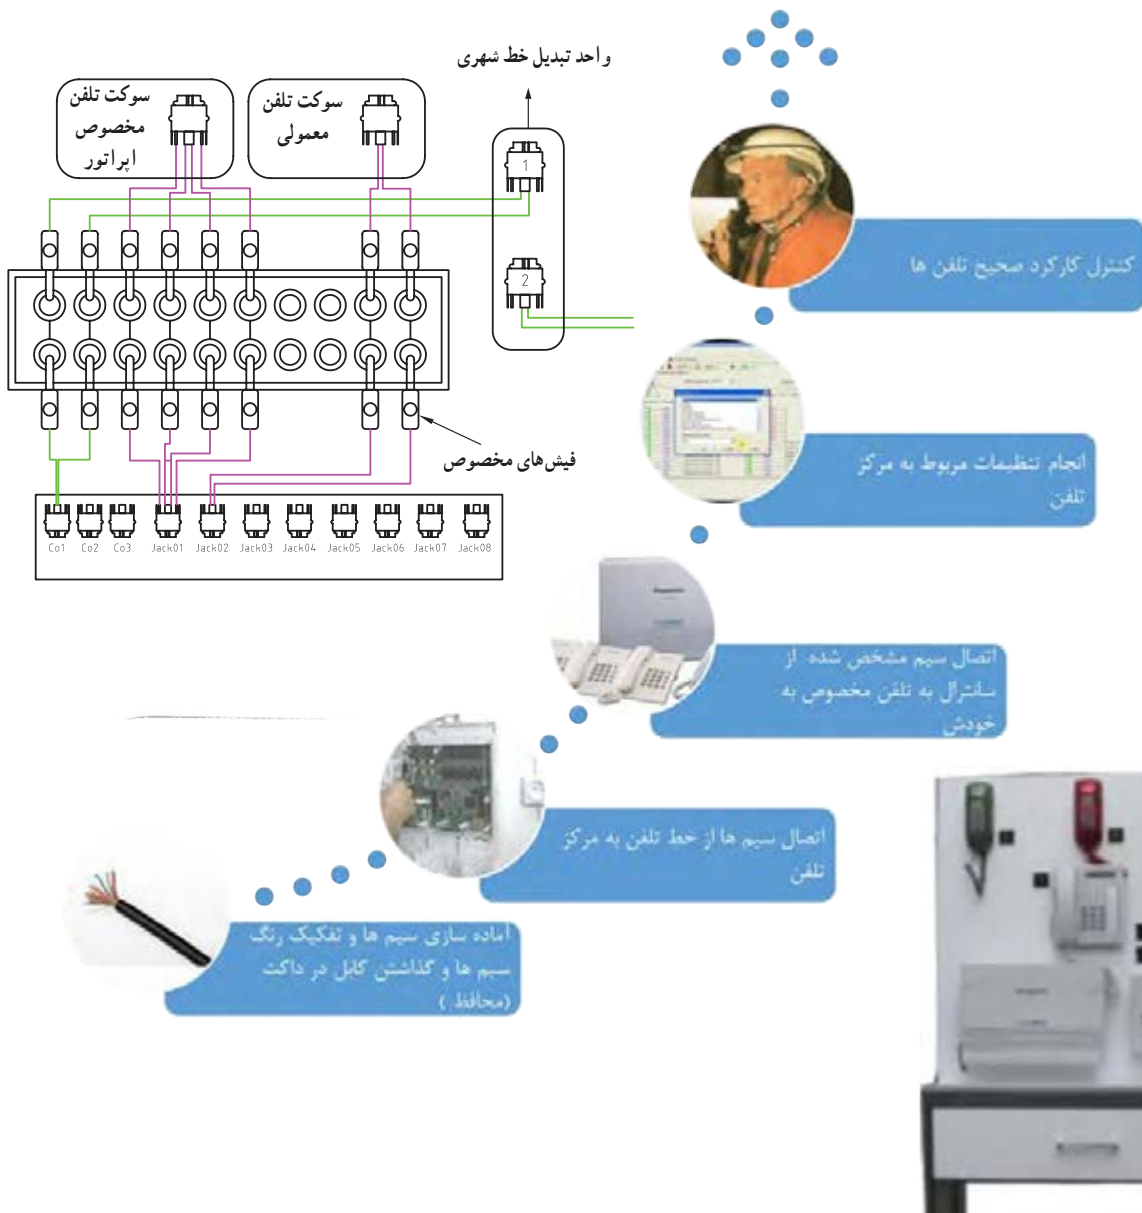 واحد تبدیل خط شهری
سوکت تلفن
مخصوص
اپراتور
سوکت تلفن
معمولی
1
2
فیش‌های مخصوص
Co1 Co2 Co3 Jack01 Jack02 Jack03 Jack04 Jack05 Jack06 Jack07 Jack08
کنترل کارکرد صحیح تلفن ها
انجام تنظیمات مربوط به مرکز
تلفن
اتصال سیم مشخص شده از
سانترال به تلفن مخصوص به
خودش
اتصال سیم ها از خط تلفن به مرکز
تلفن
آماده سازی سیم ها و تفکیک رنگ
سیم ها و گذاشتن کابل در داکت
(محافظ )